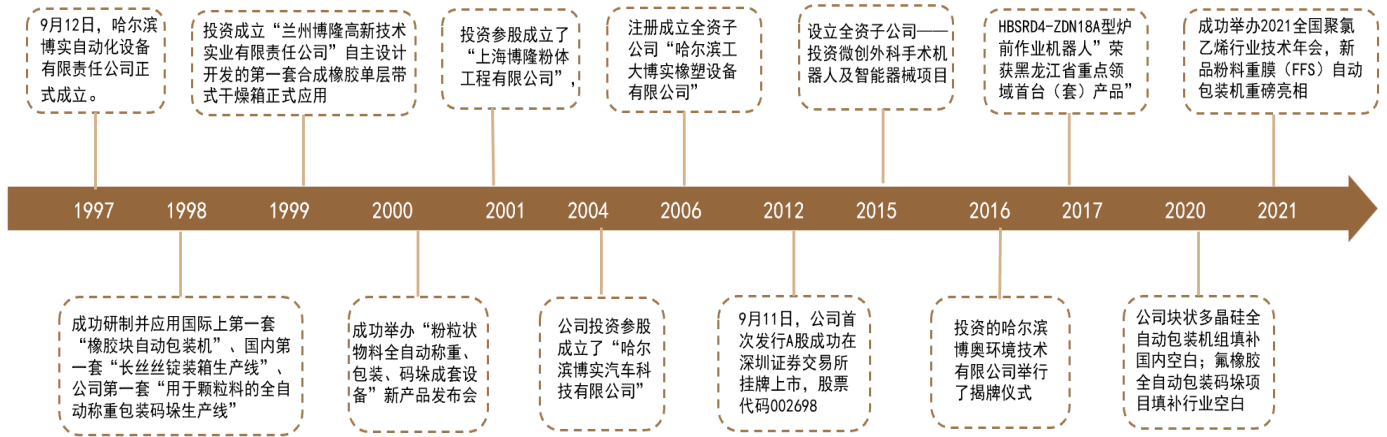 9月12日，哈尔滨
博实自动化设备
有限责任公司正
式成立。
投资成立“兰州博隆高新技术
实业有限责任公司”自主设计
开发的第一套合成橡胶单层带
式干燥箱正式应用
投资参股成立了
“上海博隆粉体
工程有限公司”，
注册成立全资子
公司“哈尔滨工
大博实橡塑设备
有限公司”
设立全资子公司——
投资微创外科手术机
器人及智能器械项目
HBSRD4-ZDN18A型炉
前作业机器人”荣
获黑龙江省重点领
域首台（套）产品”
成功举办2021全国聚氯
乙烯行业技术年会，新
品粉料重膜（FFS）自动
包装机重磅亮相
1997 1998 1999 2000 2001 2004 2006 2012 2015 2016 2017 2020 2021
成功研制并应用国际上第一套
“橡胶块自动包装机”、国内第
一套“长丝丝锭装箱生产线”、
公司第一套“用于颗粒料的全自
动称重包装码垛生产线”
成功举办“粉粒状
物料全自动称重、
包装、码垛成套设
备”新产品发布会
公司投资参股
成立了“哈尔
滨博实汽车科
技有限公司”
9月11日，公司首
次发行A股成功在
深圳证券交易所
挂牌上市，股票
代码002698
投资的哈尔滨
博奥环境技术
有限公司举行
了揭牌仪式
公司块状多晶硅全
自动包装机组填补
国内空白；氟橡胶
全自动包装码垛项
目填补行业空白